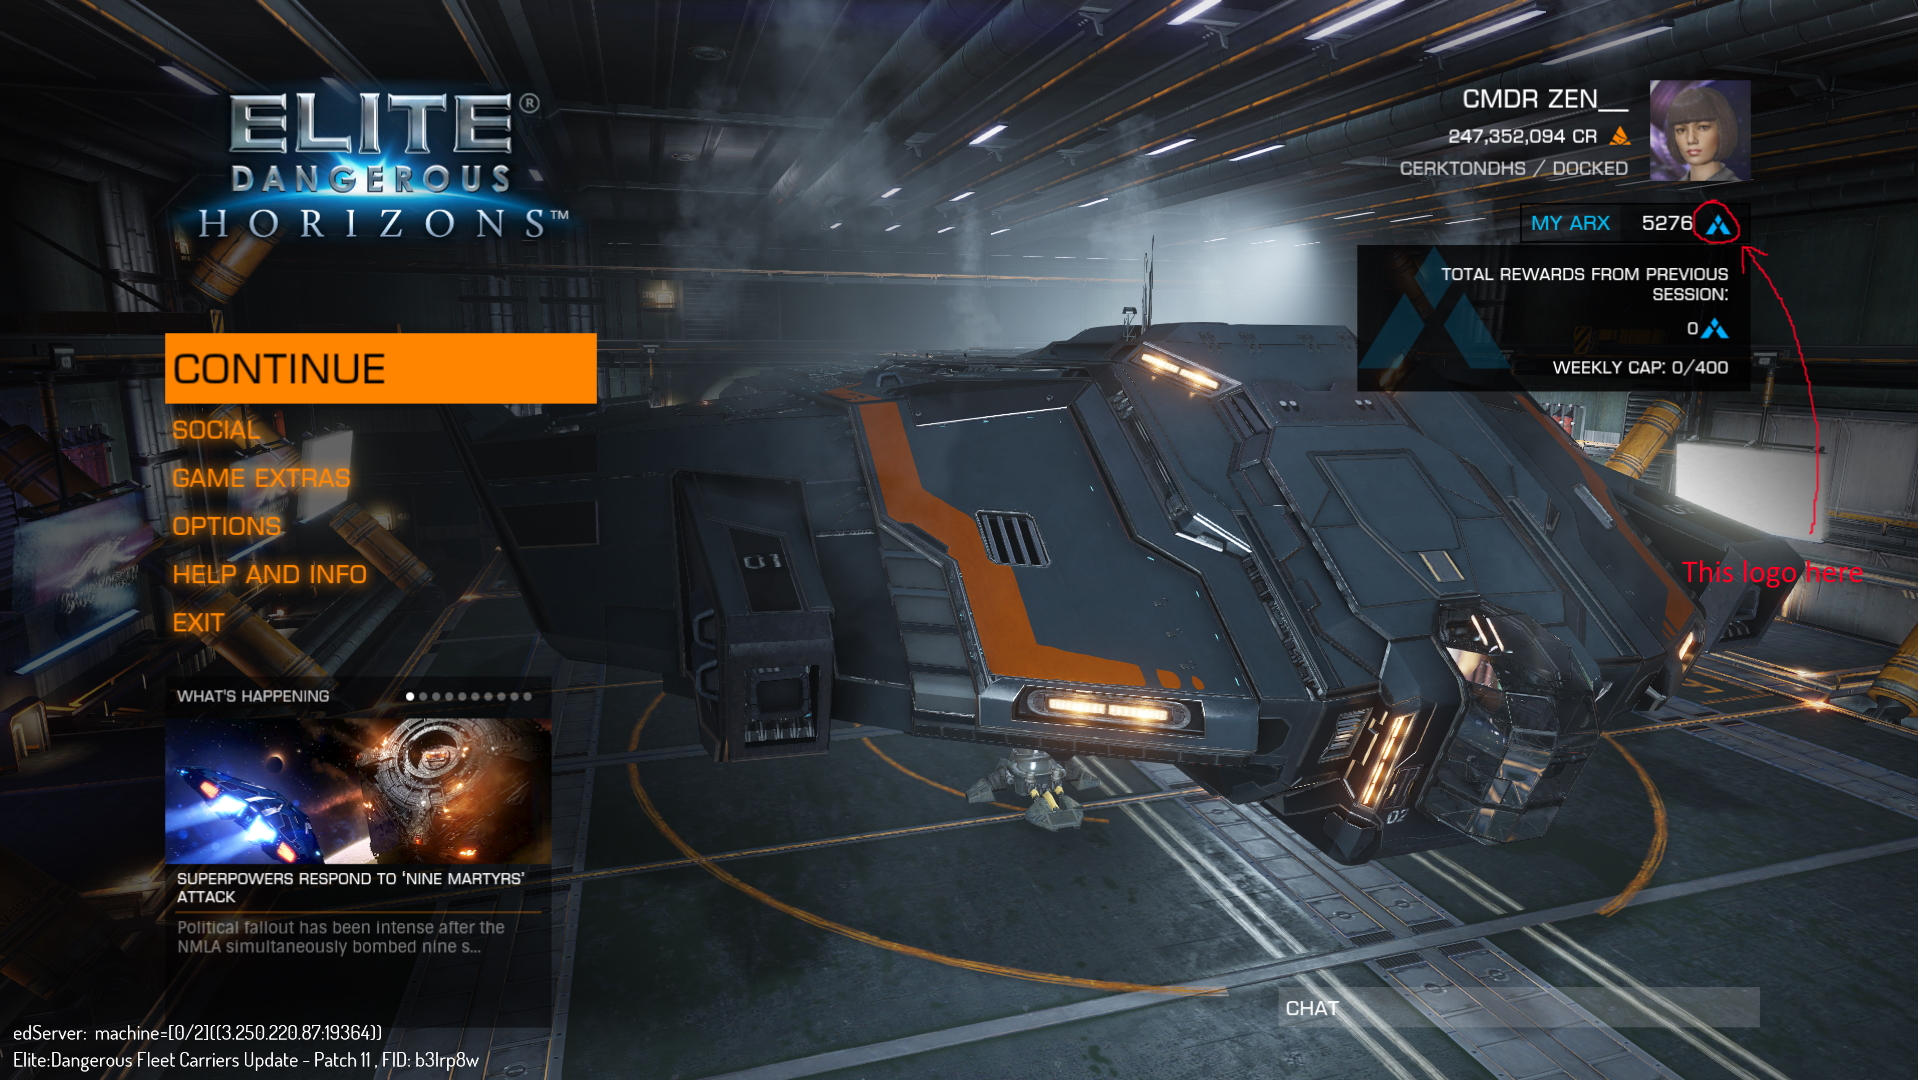 ELITE®
DANGEROUS
HORIZONS™
CMDR ZEN__
247,352,094 CR
CERKTONDHS / DOCKED
MY ARX 5276
TOTAL REWARDS FROM PREVIOUS
SESSION:
0
WEEKLY CAP: 0/400
CONTINUE
SOCIAL
GAME EXTRAS
OPTIONS
HELP AND INFO
EXIT
01
This logo here
WHAT'S HAPPENING
SUPERPOWERS RESPOND TO ‘NINE MARTYRS’
ATTACK
Political fallout has been intense after the
NMLA simultaneously bombed nine s...
02
CHAT
edServer: machine=[0/2]((3.250.220.87:19364))
Elite:Dangerous Fleet Carriers Update - Patch 11 , FID: b3lrp8w